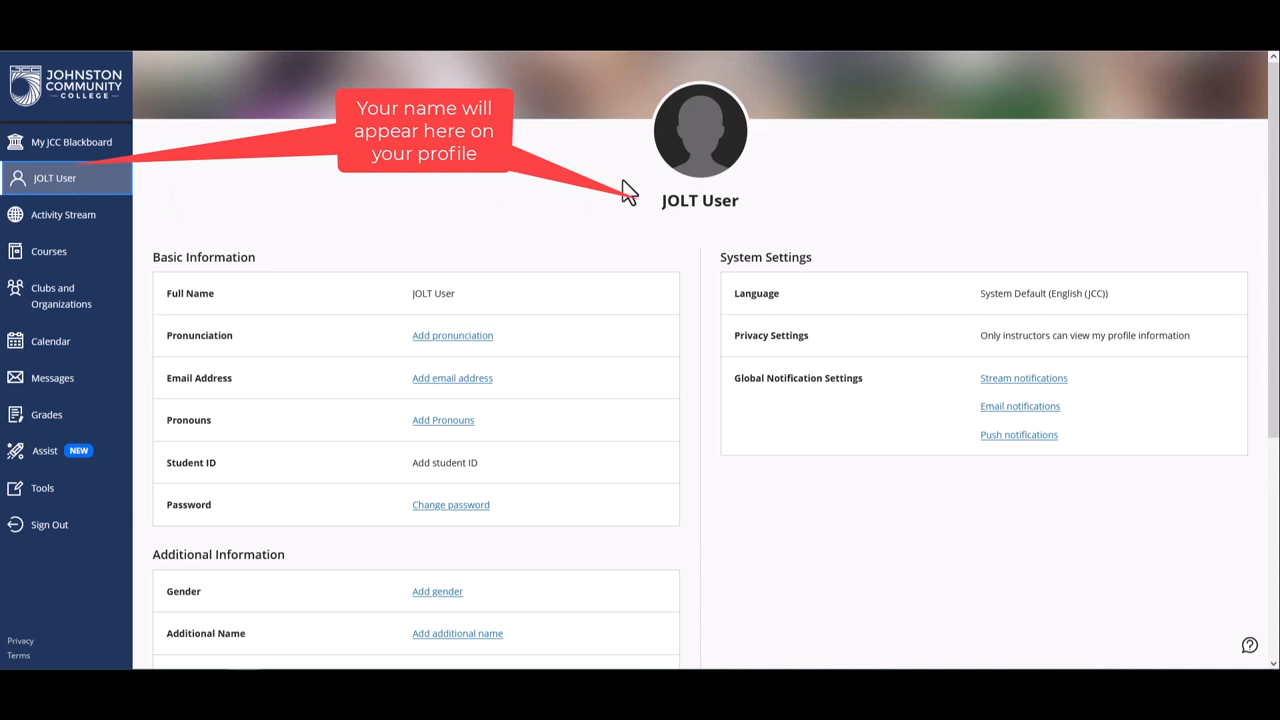 JOHNSTON
COMMUNITY
COLLEGE
My JCC Blackboard
JOLT User
Activity Stream
Courses
Clubs and
Organizations
Calendar
Messages
Grades
Assist NEW
Tools
Sign Out
Privacy
Terms
Your name will
appear here on
your profile
JOLT User
Basic Information
Full Name JOLT User
Pronunciation Add pronunciation
Email Address Add email address
Pronouns Add Pronouns
Student ID Add student ID
Password Change password
Additional Information
Gender Add gender
Additional Name Add additional name
System Settings
Language System Default (English (JCC))
Privacy Settings Only instructors can view my profile information
Global Notification Settings Stream notifications
Email notifications
Push notifications